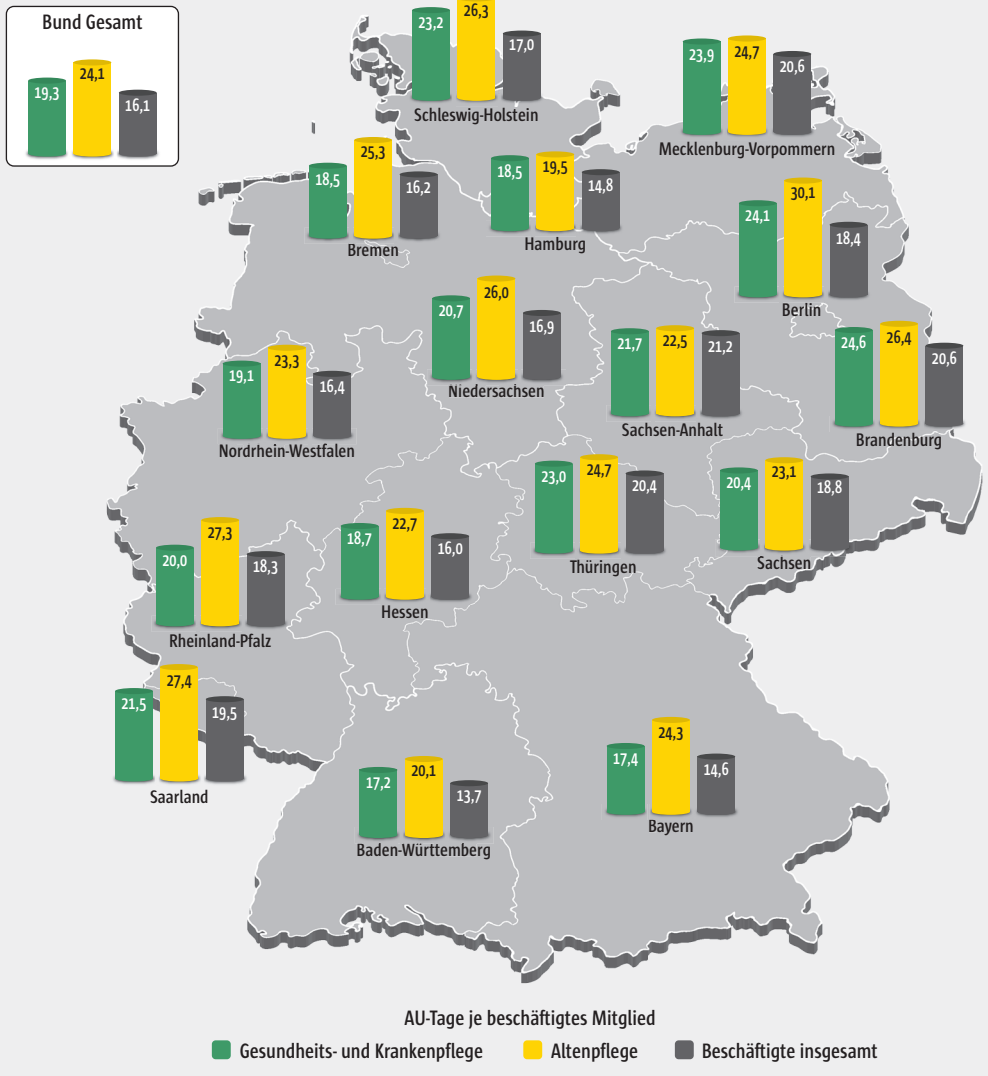 Bund Gesamt
19,3 24,1 16,1
23,2 26,3 17,0
Schleswig-Holstein
23,9 24,7 20,6
Mecklenburg-Vorpommern
18,5 25,3 16,2
Bremen
18,5 19,5 14,8
Hamburg
24,1 30,1 18,4
Berlin
20,7 26,0 16,9
Niedersachsen
21,7 22,5 21,2
Sachsen-Anhalt
24,6 26,4 20,6
Brandenburg
19,1 23,3 16,4
Nordrhein-Westfalen
23,0 24,7 20,4
Thüringen
20,4 23,1 18,8
Sachsen
20,0 27,3 18,3
Rheinland-Pfalz
18,7 22,7 16,0
Hessen
21,5 27,4 19,5
Saarland
17,2 20,1 13,7
Baden-Württemberg
17,4 24,3 14,6
Bayern
AU-Tage je beschäftigtes Mitglied
Gesundheits- und Krankenpflege Altenpflege Beschäftigte insgesamt